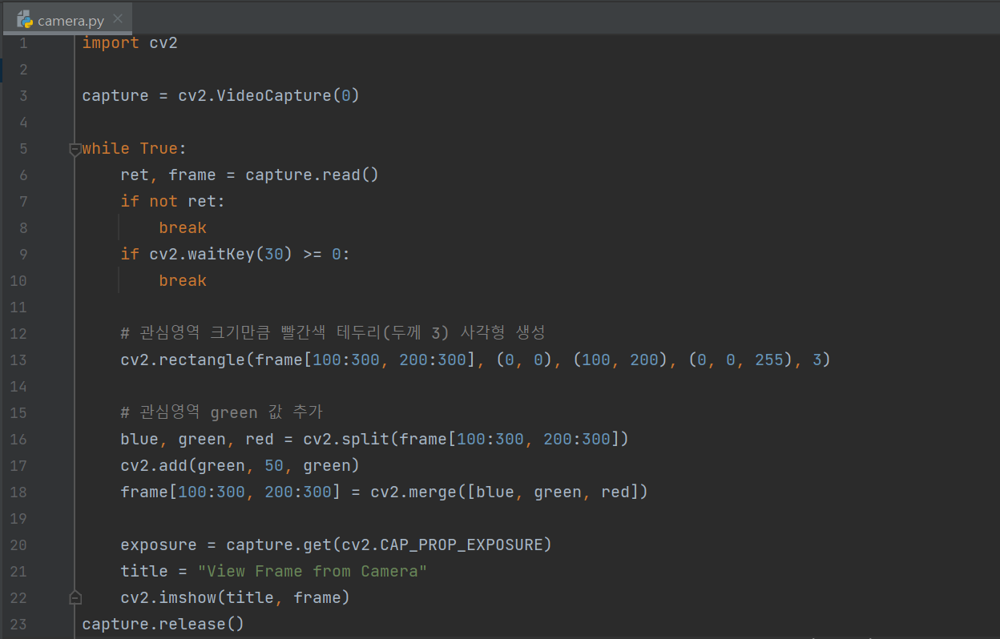 camera.py
1 import cv2
2
3 capture = cv2.VideoCapture(0)
4
5 while True:
6     ret, frame = capture.read()
7     if not ret:
8         break
9     if cv2.waitKey(30) >= 0:
10         break
11
12     # 관심영역 크기만큼 빨간색 테두리(두께 3) 사각형 생성
13     cv2.rectangle(frame[100:300, 200:300], (0, 0), (100, 200), (0, 0, 255), 3)
14
15     # 관심영역 green 값 추가
16     blue, green, red = cv2.split(frame[100:300, 200:300])
17     cv2.add(green, 50, green)
18     frame[100:300, 200:300] = cv2.merge([blue, green, red])
19
20     exposure = capture.get(cv2.CAP_PROP_EXPOSURE)
21     title = "View Frame from Camera"
22     cv2.imshow(title, frame)
23 capture.release()